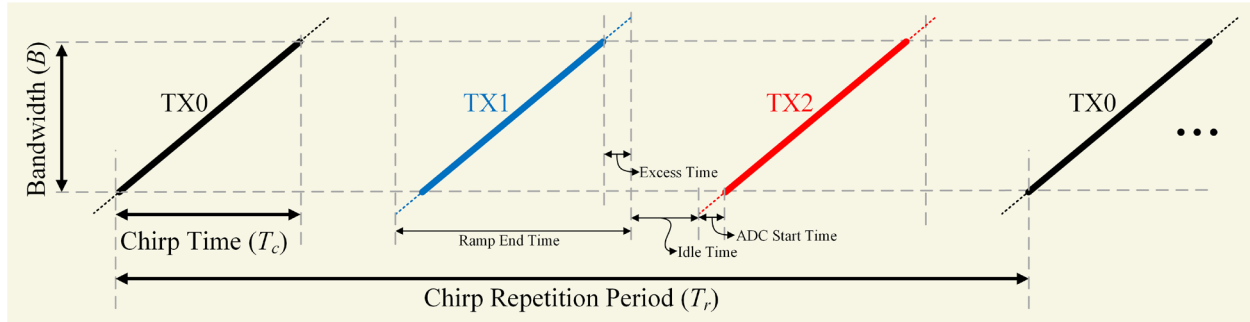 Bandwidth (B)
TX0
TX1
TX2
TX0
Excess Time
Chirp Time (Tc)
Ramp End Time
ADC Start Time
Idle Time
Chirp Repetition Period (Tr)